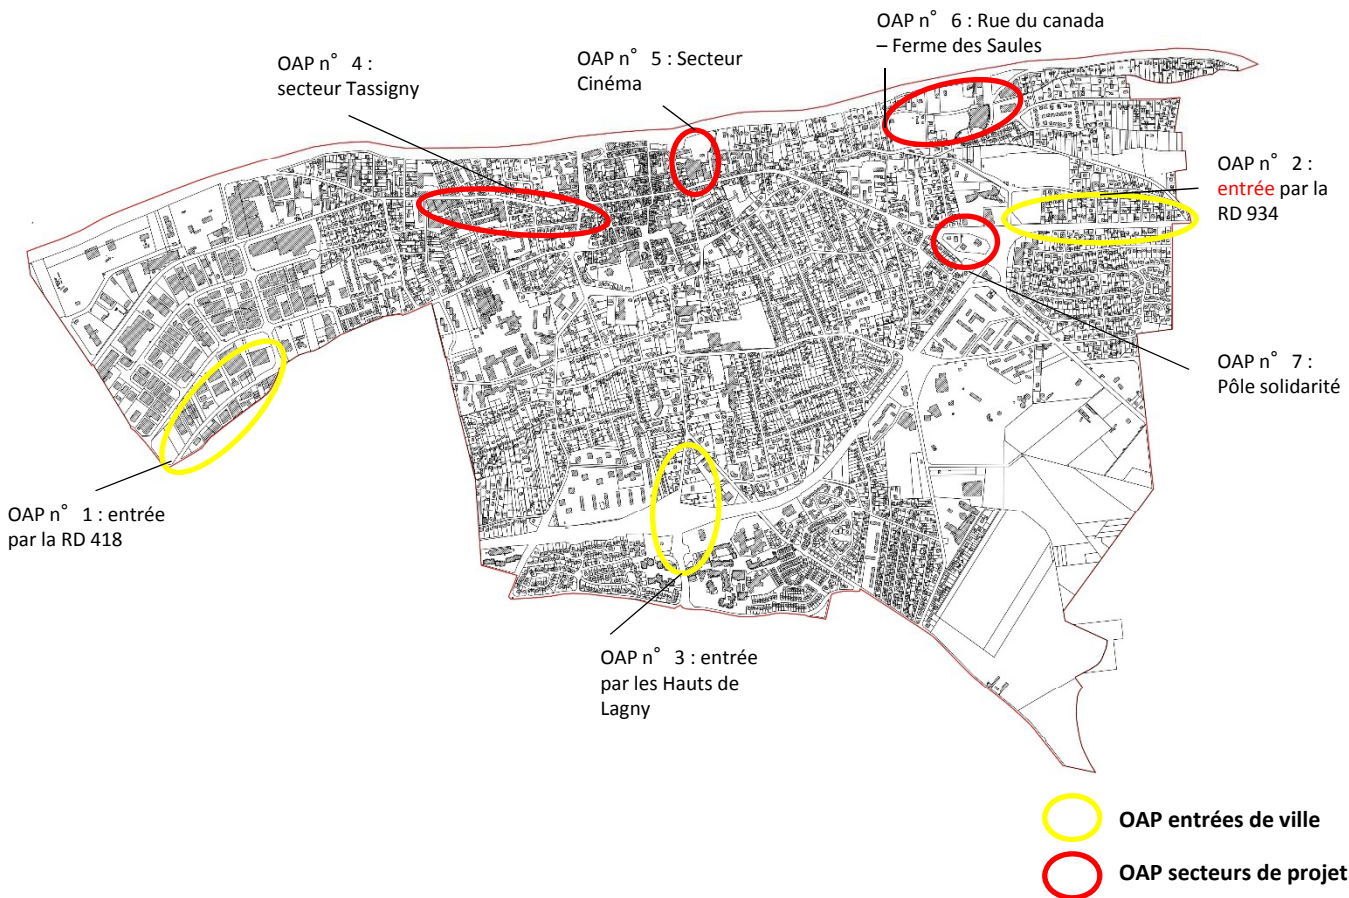 OAP n° 6 : Rue du canada
– Ferme des Saules
OAP n° 5 : Secteur
Cinéma
OAP n° 4 :
secteur Tassigny
OAP n° 2 :
entrée par la
RD 934
OAP n° 7 :
Pôle solidarité
OAP n° 1 : entrée
par la RD 418
OAP n° 3 : entrée
par les Hauts de
Lagny
OAP entrées de ville
OAP secteurs de projet